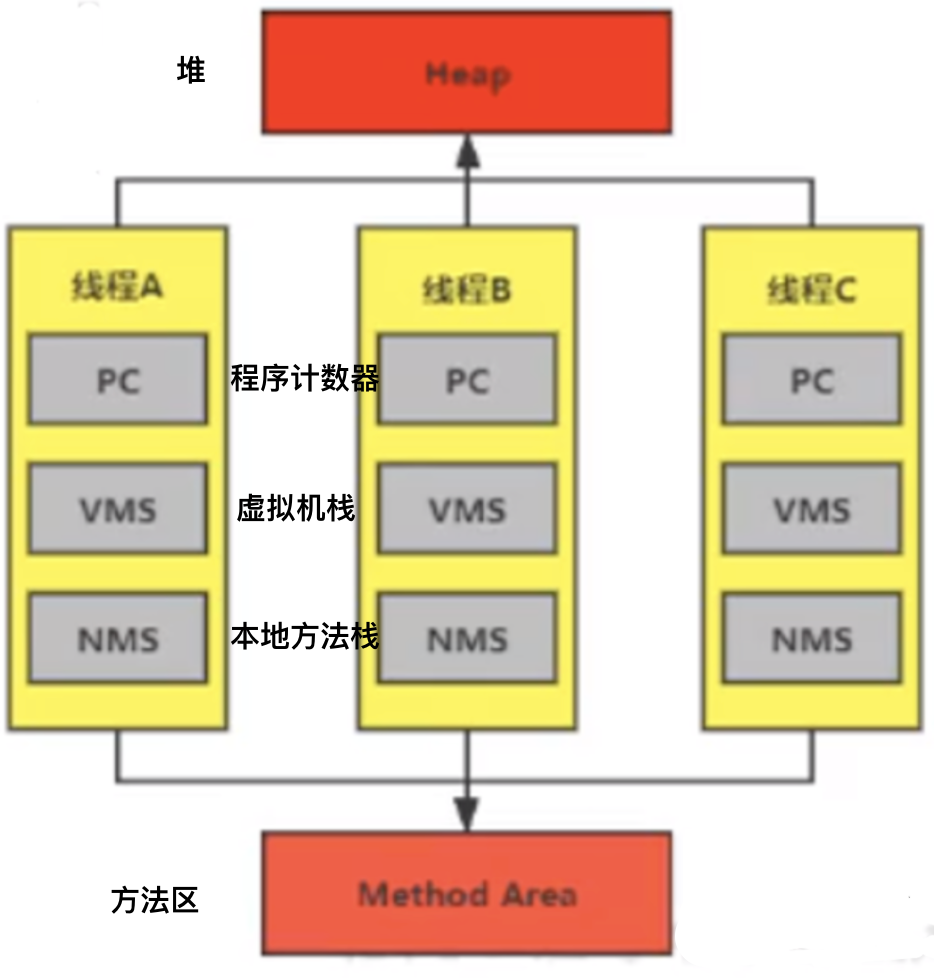 堆
Heap
线程A
线程B
线程C
PC
程序计数器
PC
PC
VMS
虚拟机栈
VMS
VMS
NMS
本地方法栈
NMS
NMS
方法区
Method Area